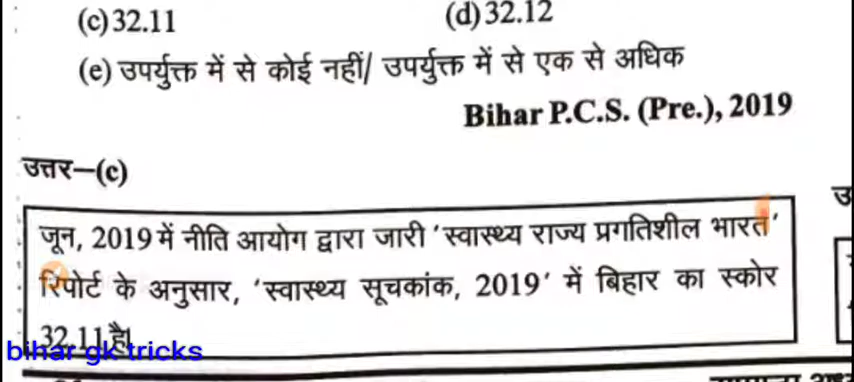 (c) 32.11 (d) 32.12
(e) उपर्युक्त में से कोई नहीं/ उपर्युक्त में से एक से अधिक
Bihar P.C.S. (Pre.), 2019
उत्तर—(c)
जून, 2019 में नीति आयोग द्वारा जारी 'स्वास्थ्य राज्य प्रगतिशील भारत'
रिपोर्ट के अनुसार, 'स्वास्थ्य सूचकांक, 2019' में बिहार का स्कोर
32.11 है।
bihar gk tricks